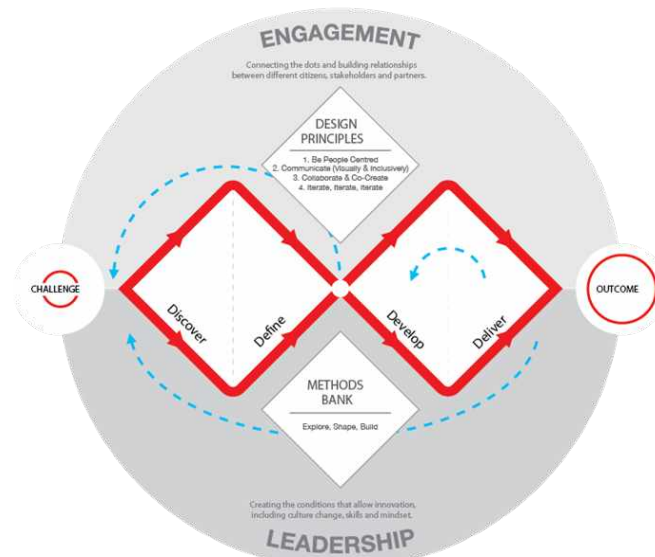 ENGAGEMENT
Connecting the dots and building relationships
between different citizens, stakeholders and partners.
DESIGN
PRINCIPLES
1. Be People Centred
2. Communicate (Visually & Inclusively)
3. Collaborate & Co-Create
4. Iterate, Iterate, Iterate
CHALLENGE
Discover
Define
Develop
Deliver
OUTCOME
METHODS
BANK
Explore, Shape, Build
Creating the conditions that allow innovation,
including culture change, skills and mindset.
LEADERSHIP